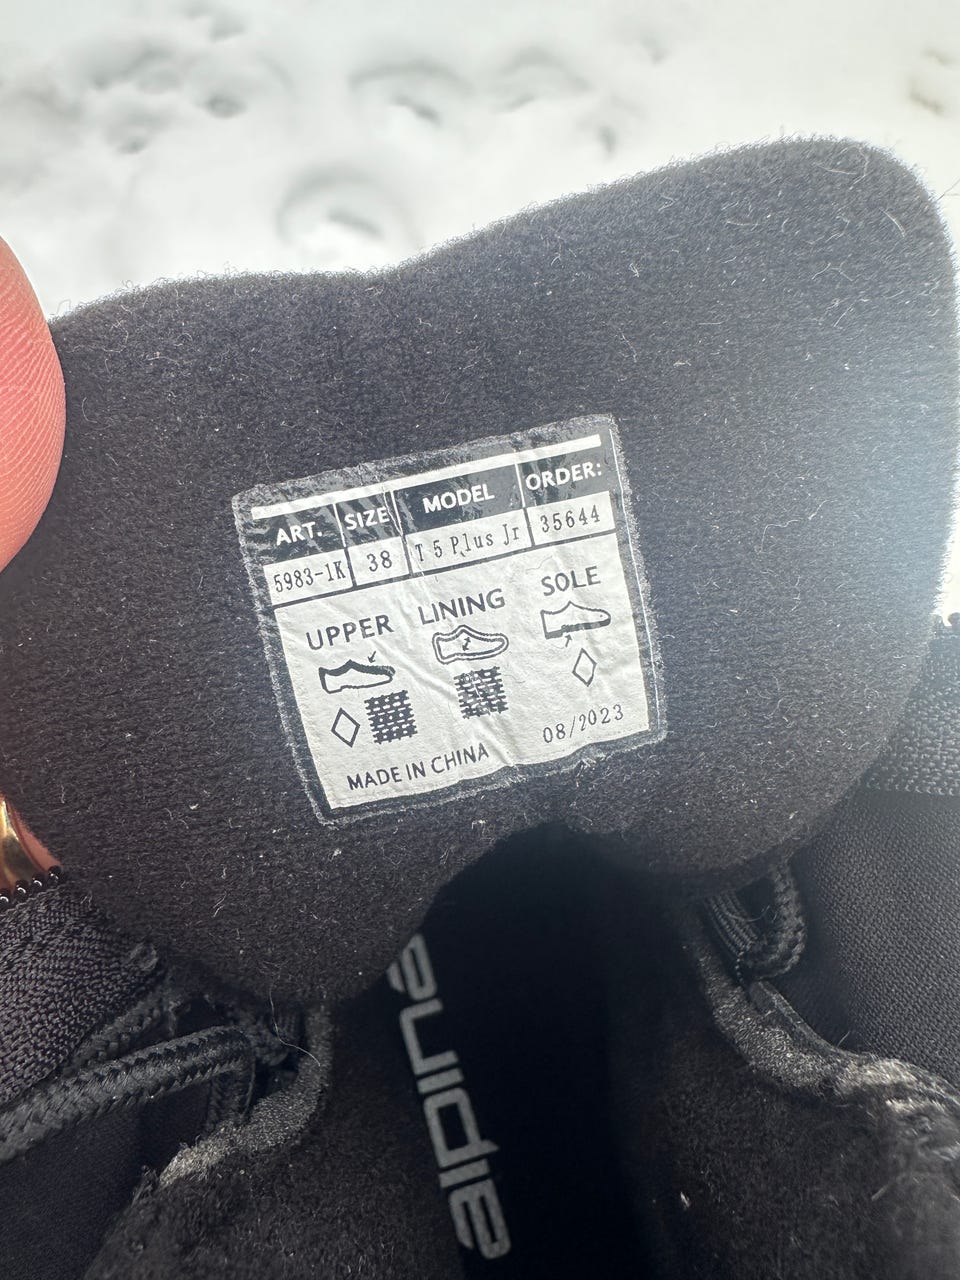 ART. SIZE MODEL ORDER:
5983-1K 38 T 5 Plus Jr 35644
UPPER LINING SOLE
08/2023
MADE IN CHINA
alpine